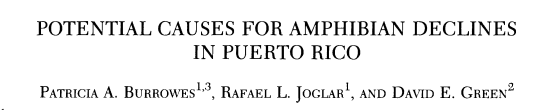 POTENTIAL CAUSES FOR AMPHIBIAN DECLINES
IN PUERTO RICO
PATRICIA A. BURROWES1,3, RAFAEL L. JOGLAR1, AND DAVID E. GREEN2